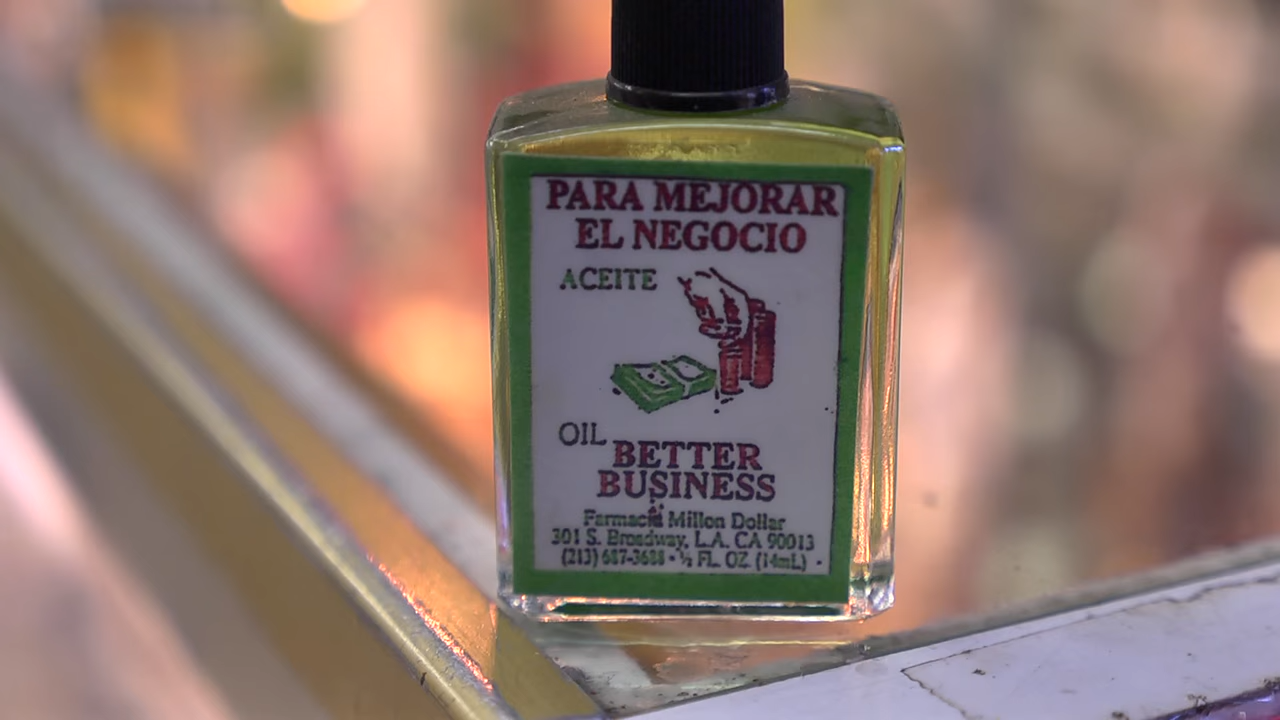 PARA MEJORAR
EL NEGOCIO
ACEITE
OIL
BETTER
BUSINESS
Farmacia Millon Dollar
301 S. Broadway, L.A. CA 90013
(213) 687-3688 • ½ FL. OZ. (14mL)